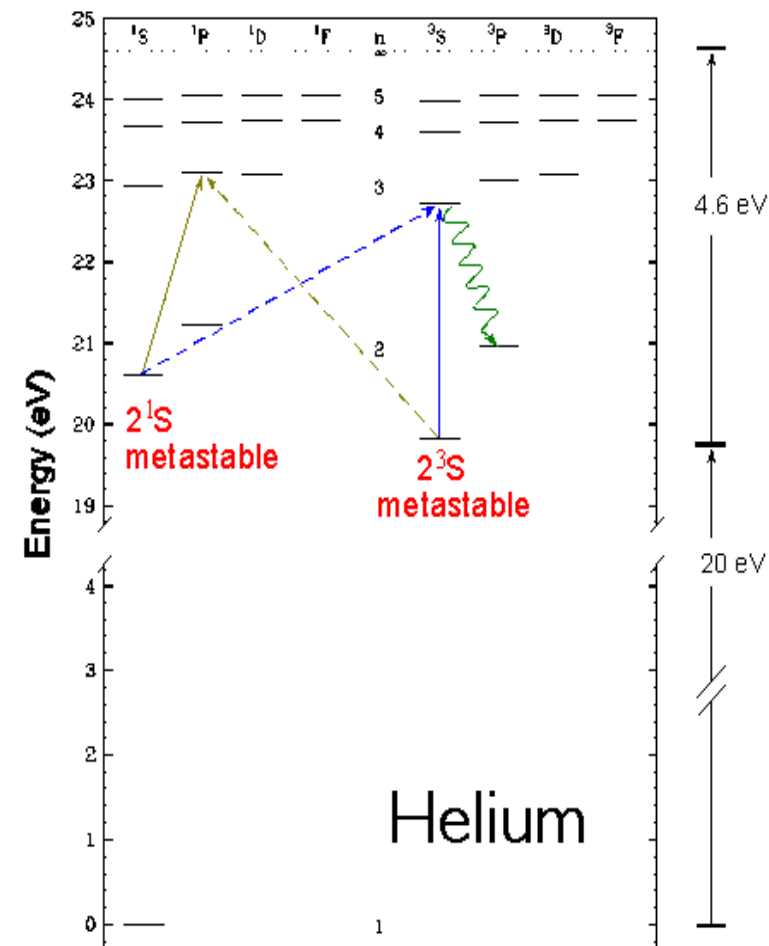 25
¹S ¹P ¹D ¹F n ³S ³P ³D ³F
∞
24
5
4
23
3
4.6 eV
22
21
2
20
2¹S
metastable
2³S
metastable
19
Energy (eV)
20 eV
4
3
2
1
Helium
0
1